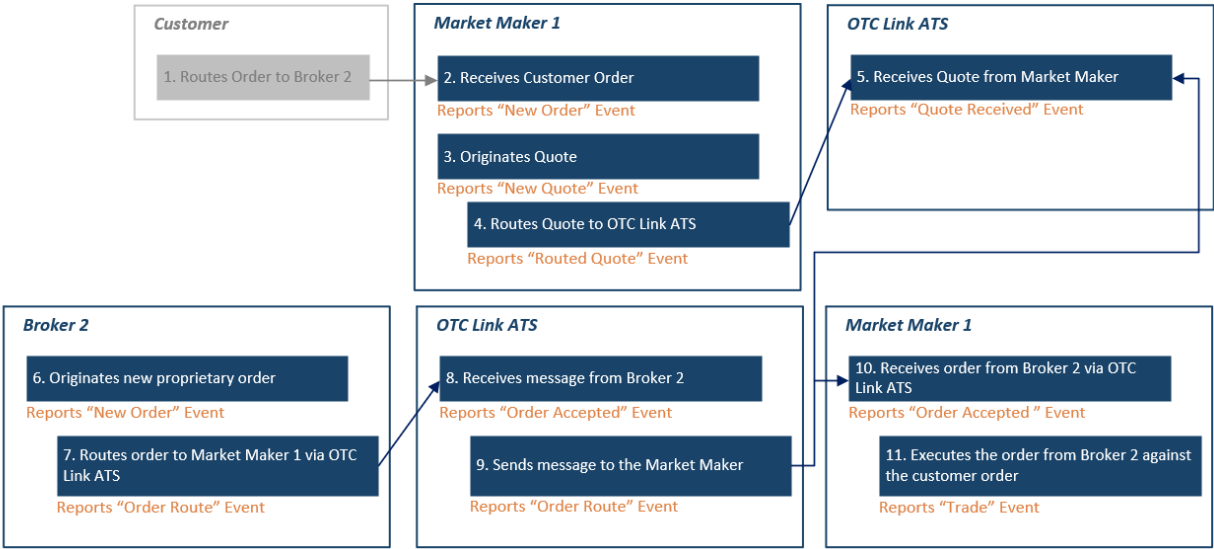 Customer
1. Routes Order to Broker 2
Market Maker 1
2. Receives Customer Order
Reports “New Order” Event
3. Originates Quote
Reports “New Quote” Event
4. Routes Quote to OTC Link ATS
Reports “Routed Quote” Event
OTC Link ATS
5. Receives Quote from Market Maker
Reports “Quote Received” Event
Broker 2
6. Originates new proprietary order
Reports “New Order” Event
7. Routes order to Market Maker 1 via OTC
Link ATS
Reports “Order Route” Event
OTC Link ATS
8. Receives message from Broker 2
Reports “Order Accepted” Event
9. Sends message to the Market Maker
Reports “Order Route” Event
Market Maker 1
10. Receives order from Broker 2 via OTC
Link ATS
Reports “Order Accepted ” Event
11. Executes the order from Broker 2 against
the customer order
Reports “Trade” Event